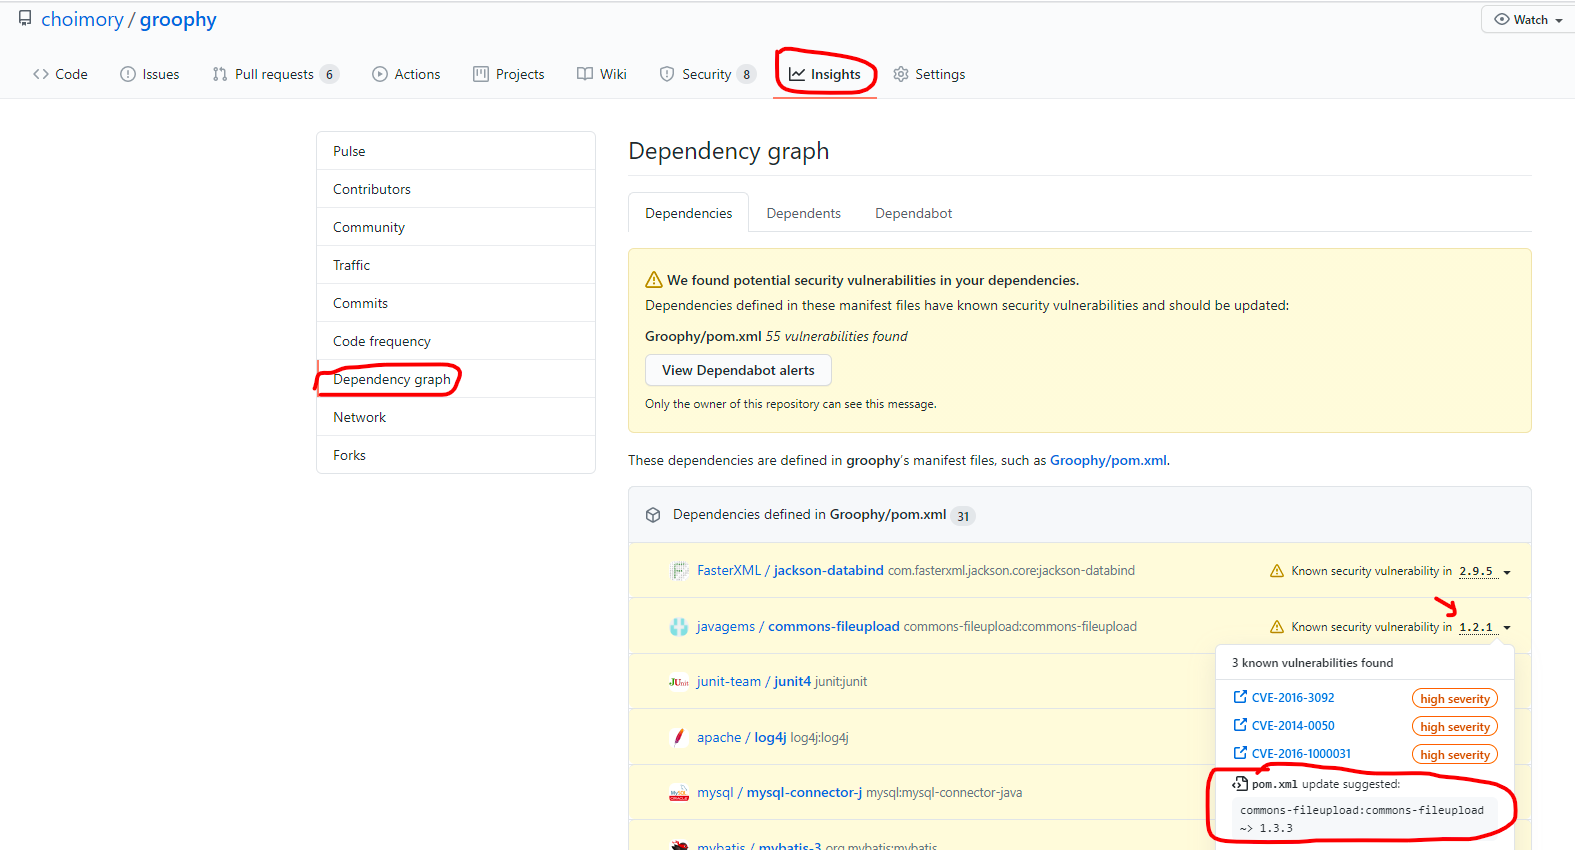 choimory / groophy
Watch
Code
Issues
Pull requests 6
Actions
Projects
Wiki
Security 8
Insights
Settings
Pulse
Contributors
Community
Traffic
Commits
Code frequency
Dependency graph
Network
Forks
Dependency graph
Dependencies
Dependents
Dependabot
We found potential security vulnerabilities in your dependencies.
Dependencies defined in these manifest files have known security vulnerabilities and should be updated:
Groophy/pom.xml 55 vulnerabilities found
View Dependabot alerts
Only the owner of this repository can see this message.
These dependencies are defined in groophy's manifest files, such as Groophy/pom.xml.
Dependencies defined in Groophy/pom.xml 31
FasterXML / jackson-databind com.fasterxml.jackson.core:jackson-databind
Known security vulnerability in 2.9.5
javagems / commons-fileupload commons-fileupload:commons-fileupload
Known security vulnerability in 1.2.1
3 known vulnerabilities found
CVE-2016-3092 high severity
CVE-2014-0050 high severity
CVE-2016-1000031 high severity
pom.xml update suggested:
commons-fileupload:commons-fileupload
~> 1.3.3
JUnit
junit-team / junit4 junit:junit
apache / log4j log4j:log4j
MySQL
ORACLE
mysql / mysql-connector-j mysql:mysql-connector-java
mybatis / mybatis-3 org.mybatis:mybatis